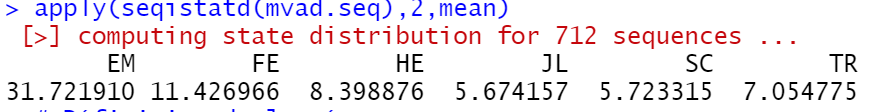 > apply(seqistatd(mvad.seq),2,mean)
[>] computing state distribution for 712 sequences ...
EM FE HE JL SC TR
31.721910 11.426966 8.398876 5.674157 5.723315 7.054775